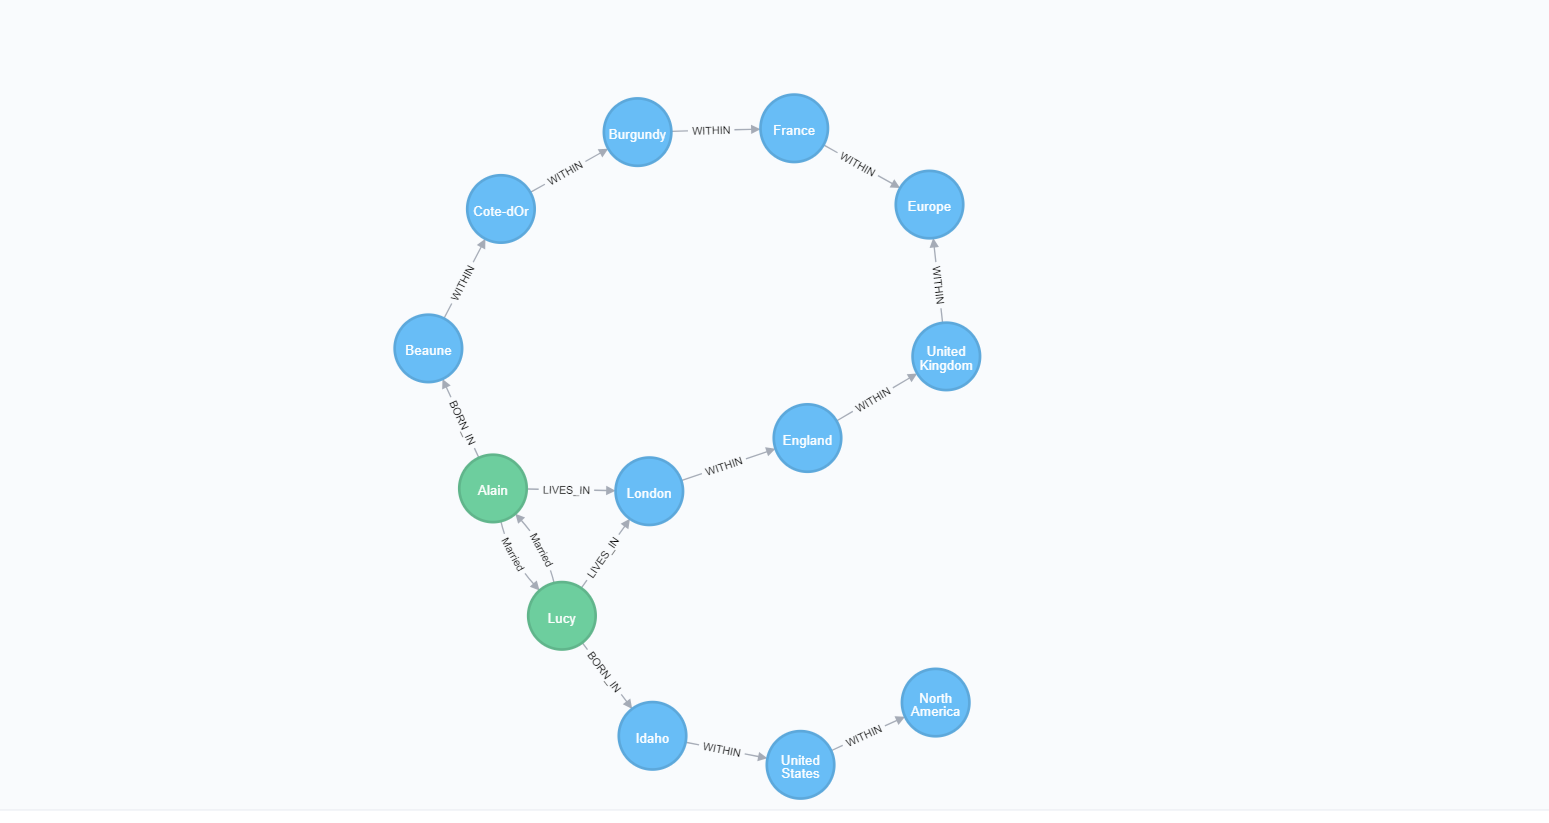 Burgundy
WITHIN
France
WITHIN
WITHIN
Cote-dOr
Europe
WITHIN
WITHIN
Beaune
United
Kingdom
BORN_IN
WITHIN
England
WITHIN
Alain
LIVES_IN
London
Married
Married
LIVES_IN
Lucy
BORN_IN
Idaho
WITHIN
United
States
WITHIN
North
America